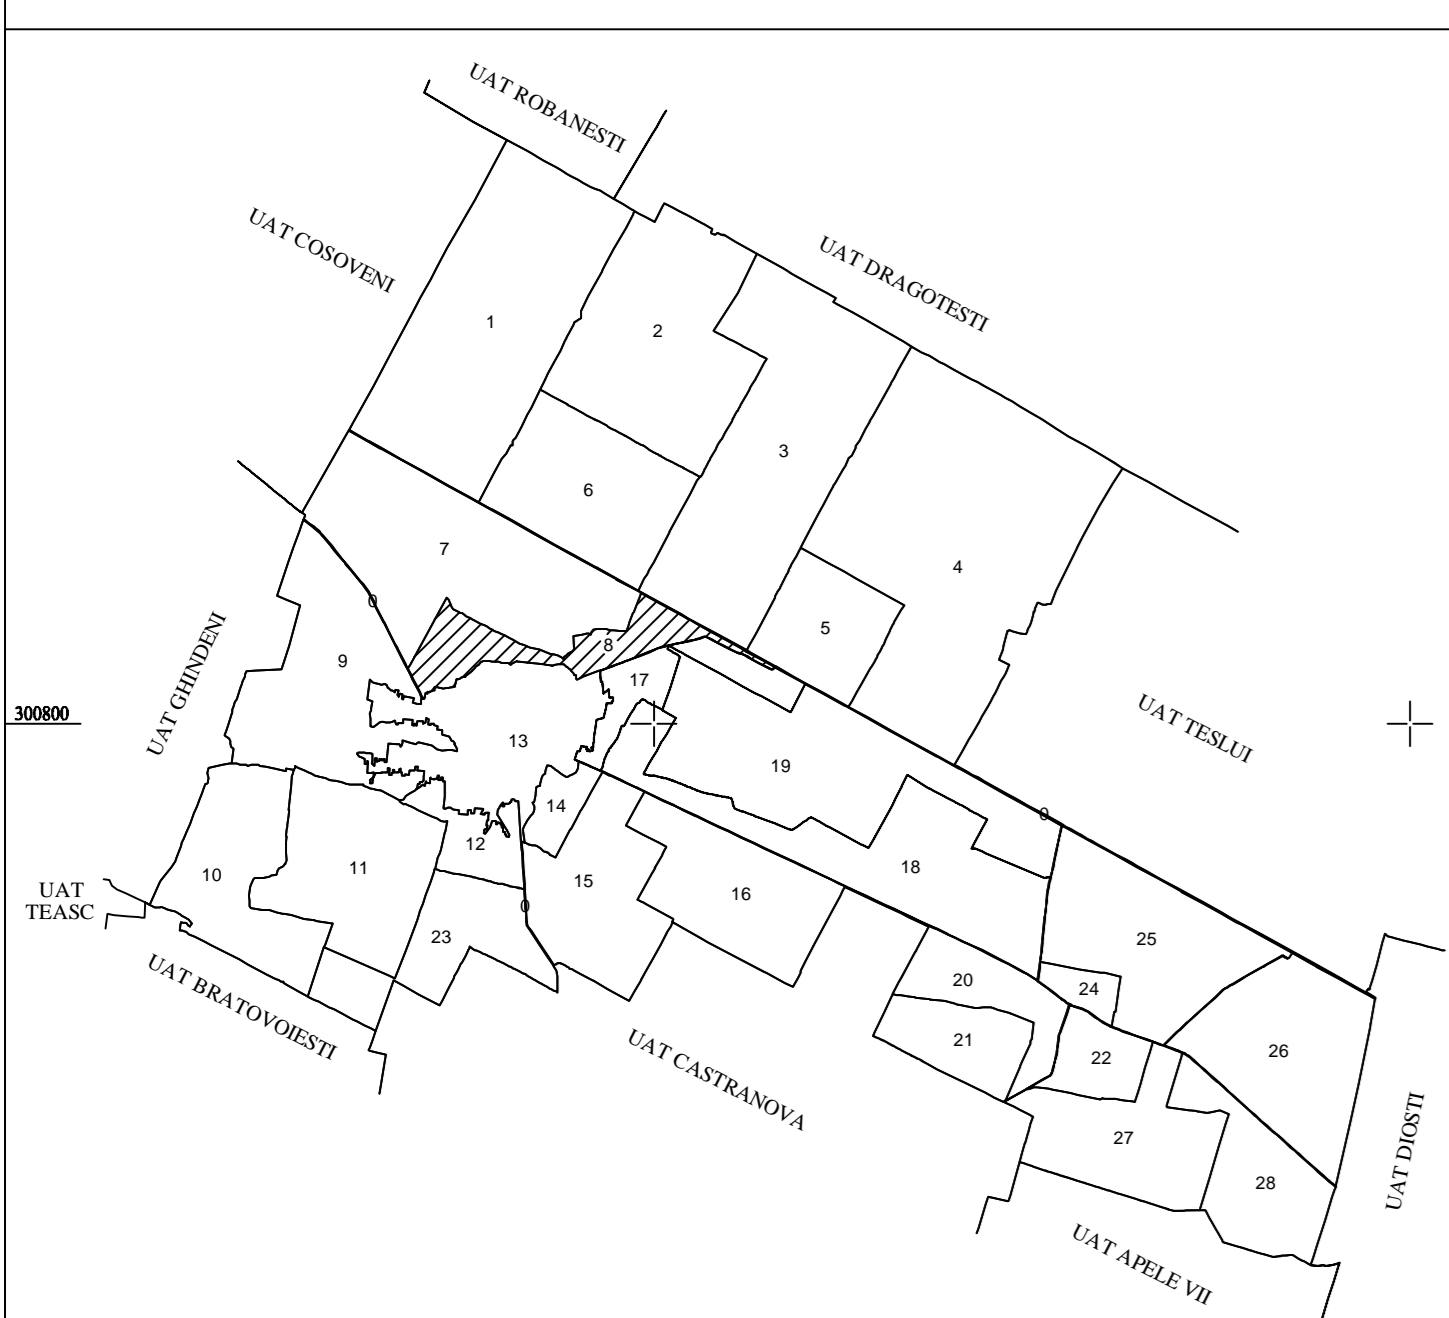 UAT ROBANESTI
UAT COSOVENI
UAT DRAGOTESTI
1
2
3
6
7
4
0
5
8
9
UAT GHINDENI
17
300800
13
UAT TESLUI
19
14
0
12
18
10
11
15
16
UAT
TEASC
0
23
25
UAT BRATOVOIESTI
20
24
21
22
26
UAT CASTRANOVA
27
UAT DIOSTI
28
UAT APELE VII